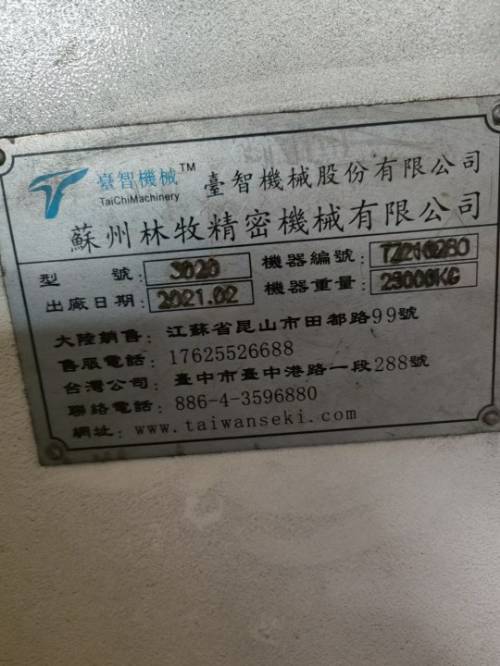 臺智機械™ 臺智機械股份有限公司
TaiChiMachinery
蘇州林牧精密機械有限公司
型 號: 3020 機器編號: TZ210280
出廠日期: 2021.02 機器重量: 23000KG
大陸銷售: 江蘇省昆山市田都路99號
售服電話: 17625526688
台灣公司: 臺中市臺中港路一段288號
聯絡電話: 886-4-3596880
網址: www.taiwanseki.com